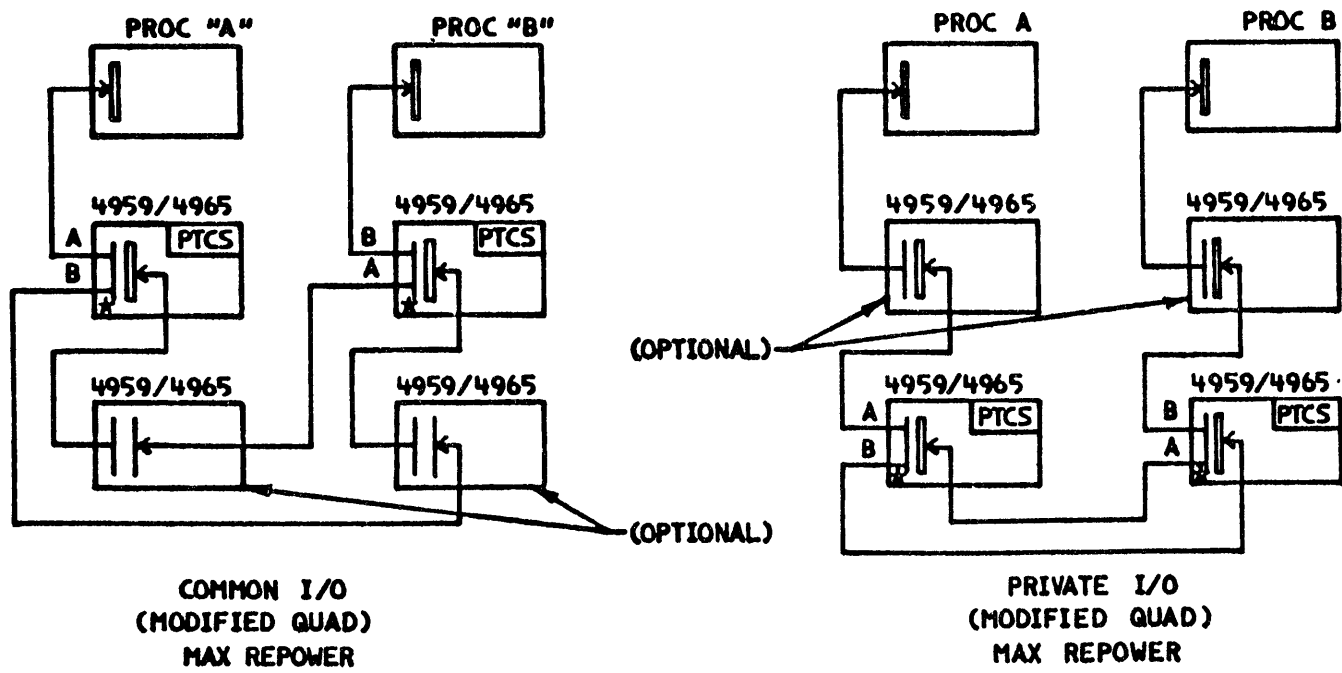 PROC "A"
PROC "B"
4959/4965
4959/4965
A
PTCS
B
B
PTCS
A
4959/4965
4959/4965
(OPTIONAL)
COMMON I/O
(MODIFIED QUAD)
MAX REPOWER
PROC A
PROC B
4959/4965
4959/4965
(OPTIONAL)
4959/4965
4959/4965
A
PTCS
B
B
PTCS
A
PRIVATE I/O
(MODIFIED QUAD)
MAX REPOWER